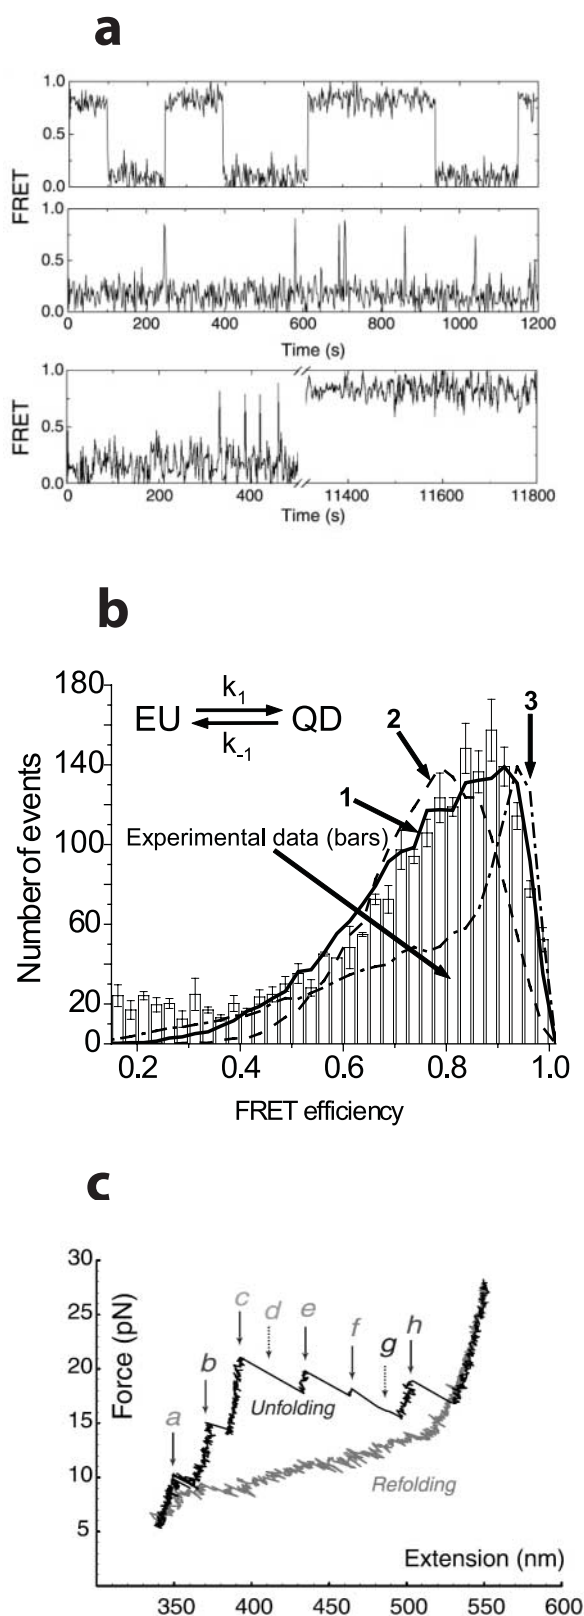 a
1.0
0.5
0.0
FRET
1.0
0.5
0.0
0 200 400 600 800 1000 1200
Time (s)
1.0
0.5
0.0
FRET
0 200 400 11400 11600 11800
Time (s)
b
180
140
100
60
20
0
Number of events
EU k1 QD
k-1
2
3
1
Experimental data (bars)
0.2 0.4 0.6 0.8 1.0
FRET efficiency
c
30
25
20
15
10
5
Force (pN)
a b c d e f g h
Unfolding
Refolding
Extension (nm)
350 400 450 500 550 600